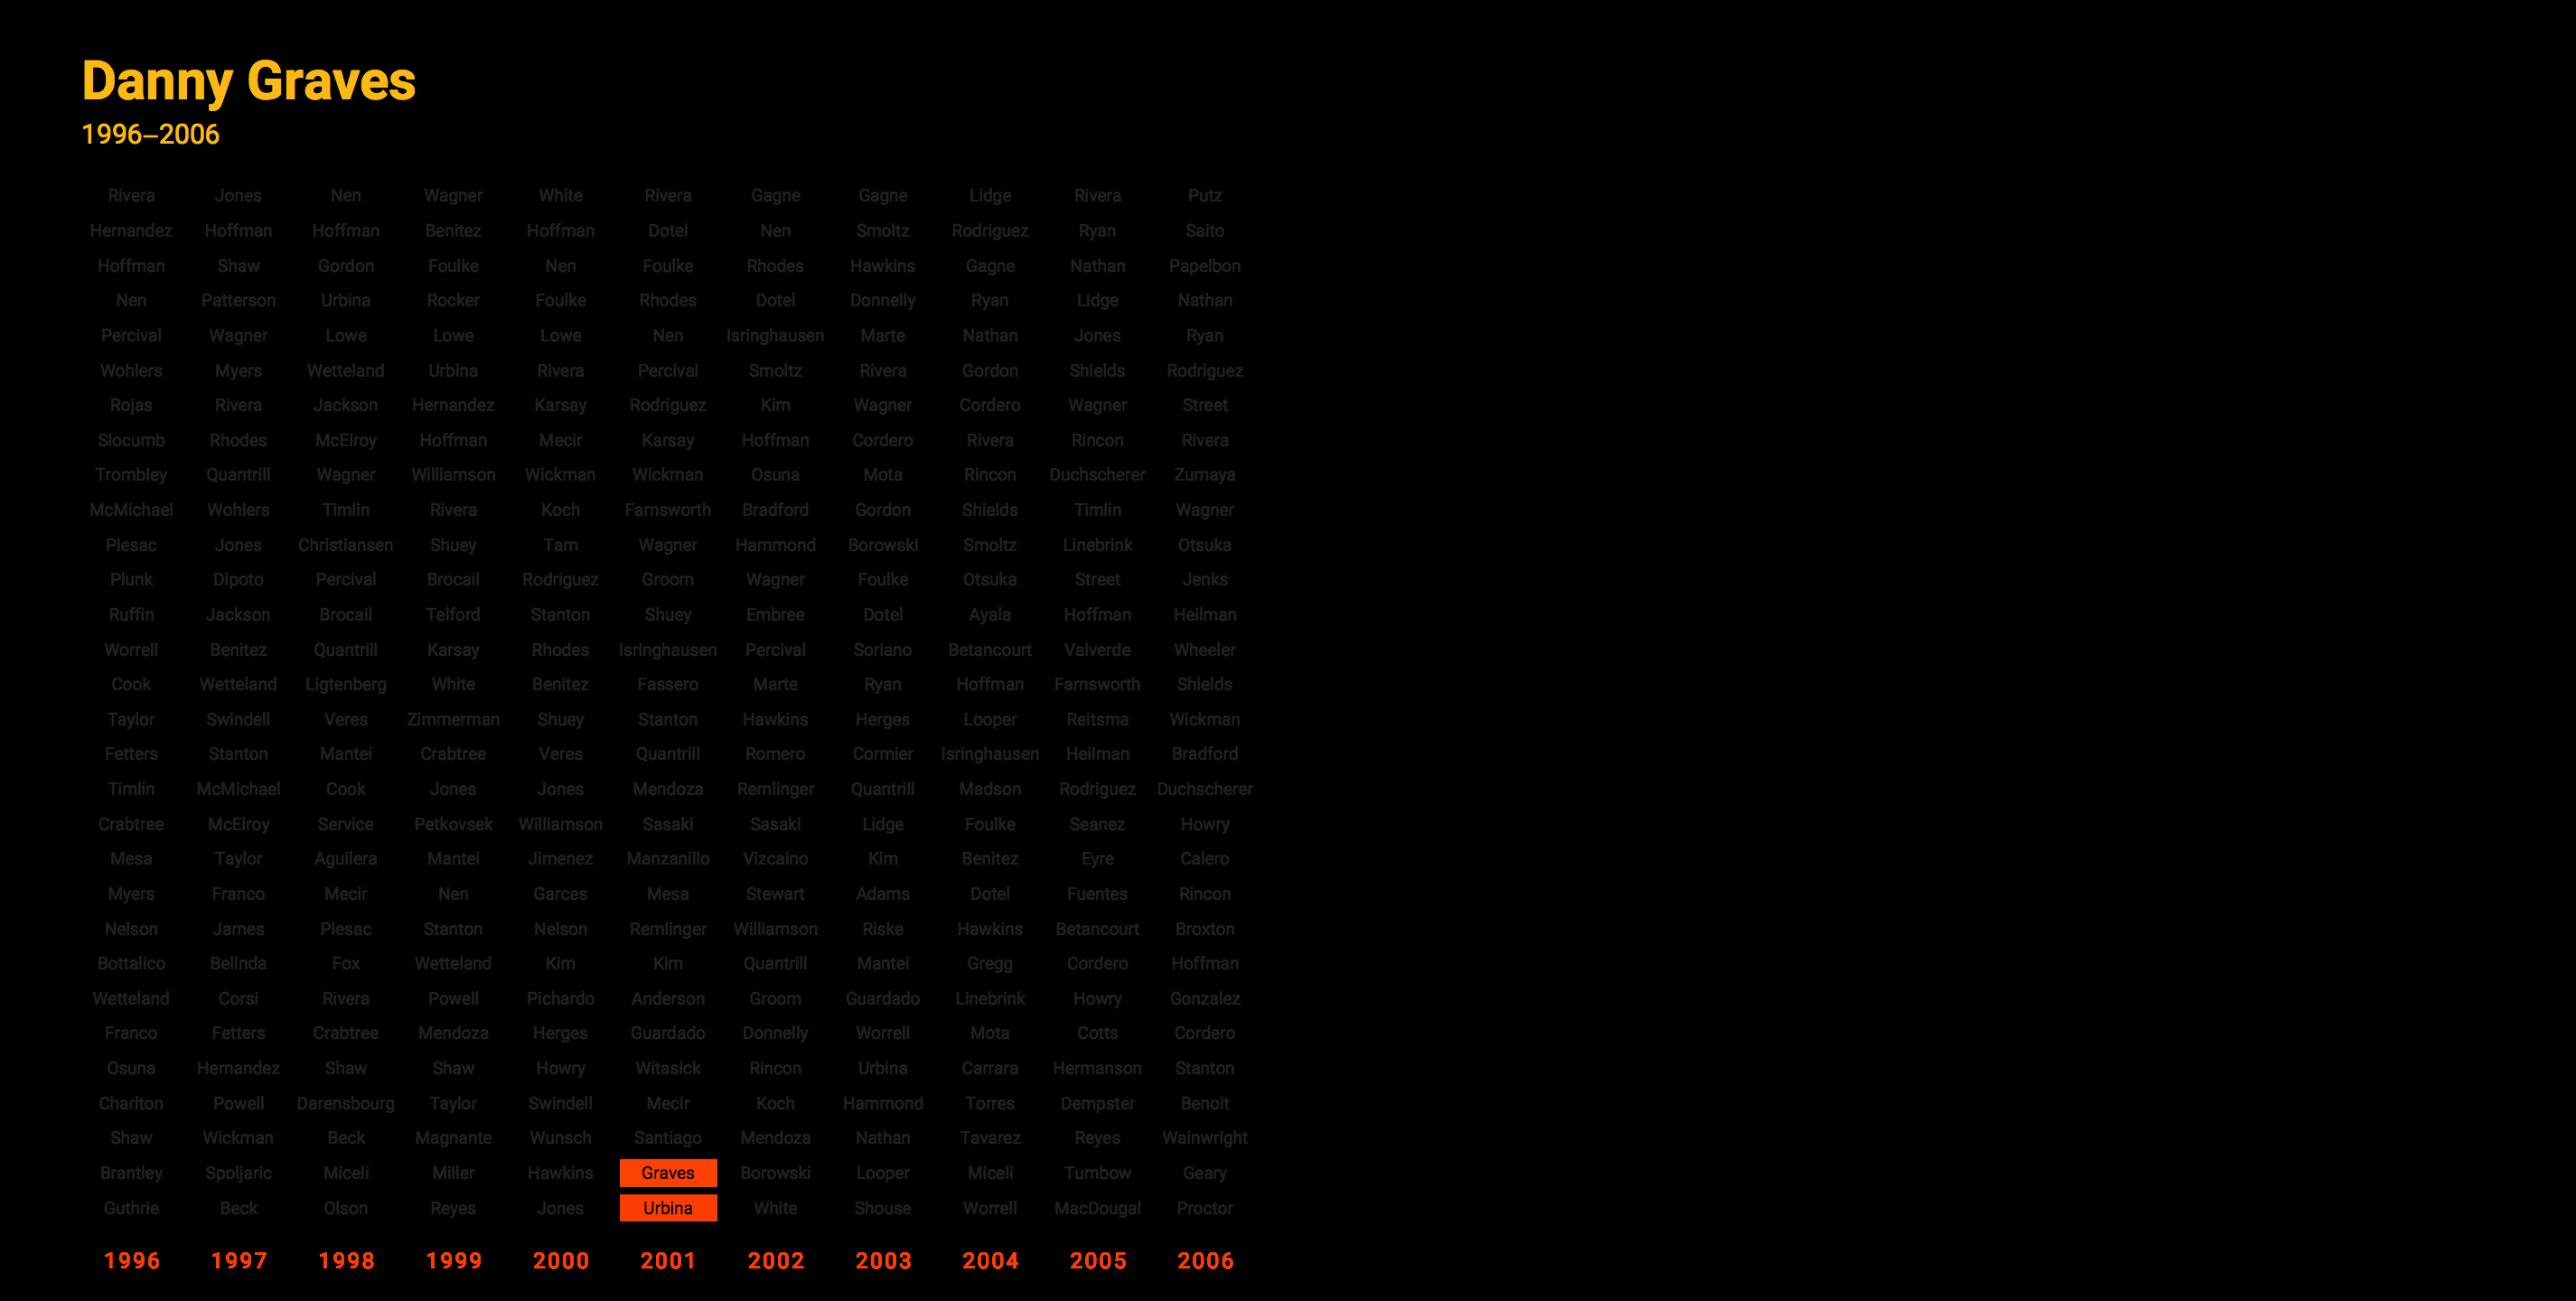 Danny Graves
1996–2006
Rivera Jones Nen Wagner White Rivera Gagne Gagne Lidge Rivera Putz
Hernandez Hoffman Hoffman Benitez Hoffman Dotel Nen Smoltz Rodriguez Ryan Saito
Hoffman Shaw Gordon Foulke Nen Foulke Rhodes Hawkins Gagne Nathan Papelbon
Nen Patterson Urbina Rocker Foulke Rhodes Dotel Donnelly Ryan Lidge Nathan
Percival Wagner Lowe Lowe Lowe Nen Isringhausen Marte Nathan Jones Ryan
Wohlers Myers Wetteland Urbina Rivera Percival Smoltz Rivera Gordon Shields Rodriguez
Rojas Rivera Jackson Hernandez Karsay Rodriguez Kim Wagner Cordero Wagner Street
Slocumb Rhodes McElroy Hoffman Mecir Karsay Hoffman Cordero Rivera Rincon Rivera
Trombley Quantrill Wagner Williamson Wickman Wickman Osuna Mota Rincon Duchscherer Zumaya
McMichael Wohlers Timlin Rivera Koch Farnsworth Bradford Gordon Shields Timlin Wagner
Plesac Jones Christiansen Shuey Tam Wagner Hammond Borowski Smoltz Linebrink Otsuka
Plunk Dipoto Percival Brocail Rodriguez Groom Wagner Foulke Otsuka Street Jenks
Ruffin Jackson Brocail Telford Stanton Shuey Embree Dotel Ayala Hoffman Heilman
Worrell Benitez Quantrill Karsay Rhodes Isringhausen Percival Soriano Betancourt Valverde Wheeler
Cook Wetteland Ligtenberg White Benitez Fassero Marte Ryan Hoffman Farnsworth Shields
Taylor Swindell Veres Zimmerman Shuey Stanton Hawkins Herges Looper Reitsma Wickman
Fetters Stanton Mantei Crabtree Veres Quantrill Romero Cormier Isringhausen Heilman Bradford
Timlin McMichael Cook Jones Jones Mendoza Remlinger Quantrill Madson Rodriguez Duchscherer
Crabtree McElroy Service Petkovsek Williamson Sasaki Sasaki Lidge Foulke Seanez Howry
Mesa Taylor Aguilera Mantei Jimenez Manzanillo Vizcaino Kim Benitez Eyre Calero
Myers Franco Mecir Nen Garces Mesa Stewart Adams Dotel Fuentes Rincon
Nelson James Plesac Stanton Nelson Remlinger Williamson Riske Hawkins Betancourt Broxton
Bottalico Belinda Fox Wetteland Kim Kim Quantrill Mantei Gregg Cordero Hoffman
Wetteland Corsi Rivera Powell Pichardo Anderson Groom Guardado Linebrink Howry Gonzalez
Franco Fetters Crabtree Mendoza Herges Guardado Donnelly Worrell Mota Cotts Cordero
Osuna Hernandez Shaw Shaw Howry Witasick Rincon Urbina Carrara Hermanson Stanton
Charlton Powell Darensbourg Taylor Swindell Mecir Koch Hammond Torres Dempster Benoit
Shaw Wickman Beck Magnante Wunsch Santiago Mendoza Nathan Tavarez Reyes Wainwright
Brantley Spoljaric Miceli Miller Hawkins Graves Borowski Looper Miceli Turnbow Geary
Guthrie Beck Olson Reyes Jones Urbina White Shouse Worrell MacDougal Proctor
1996 1997 1998 1999 2000 2001 2002 2003 2004 2005 2006